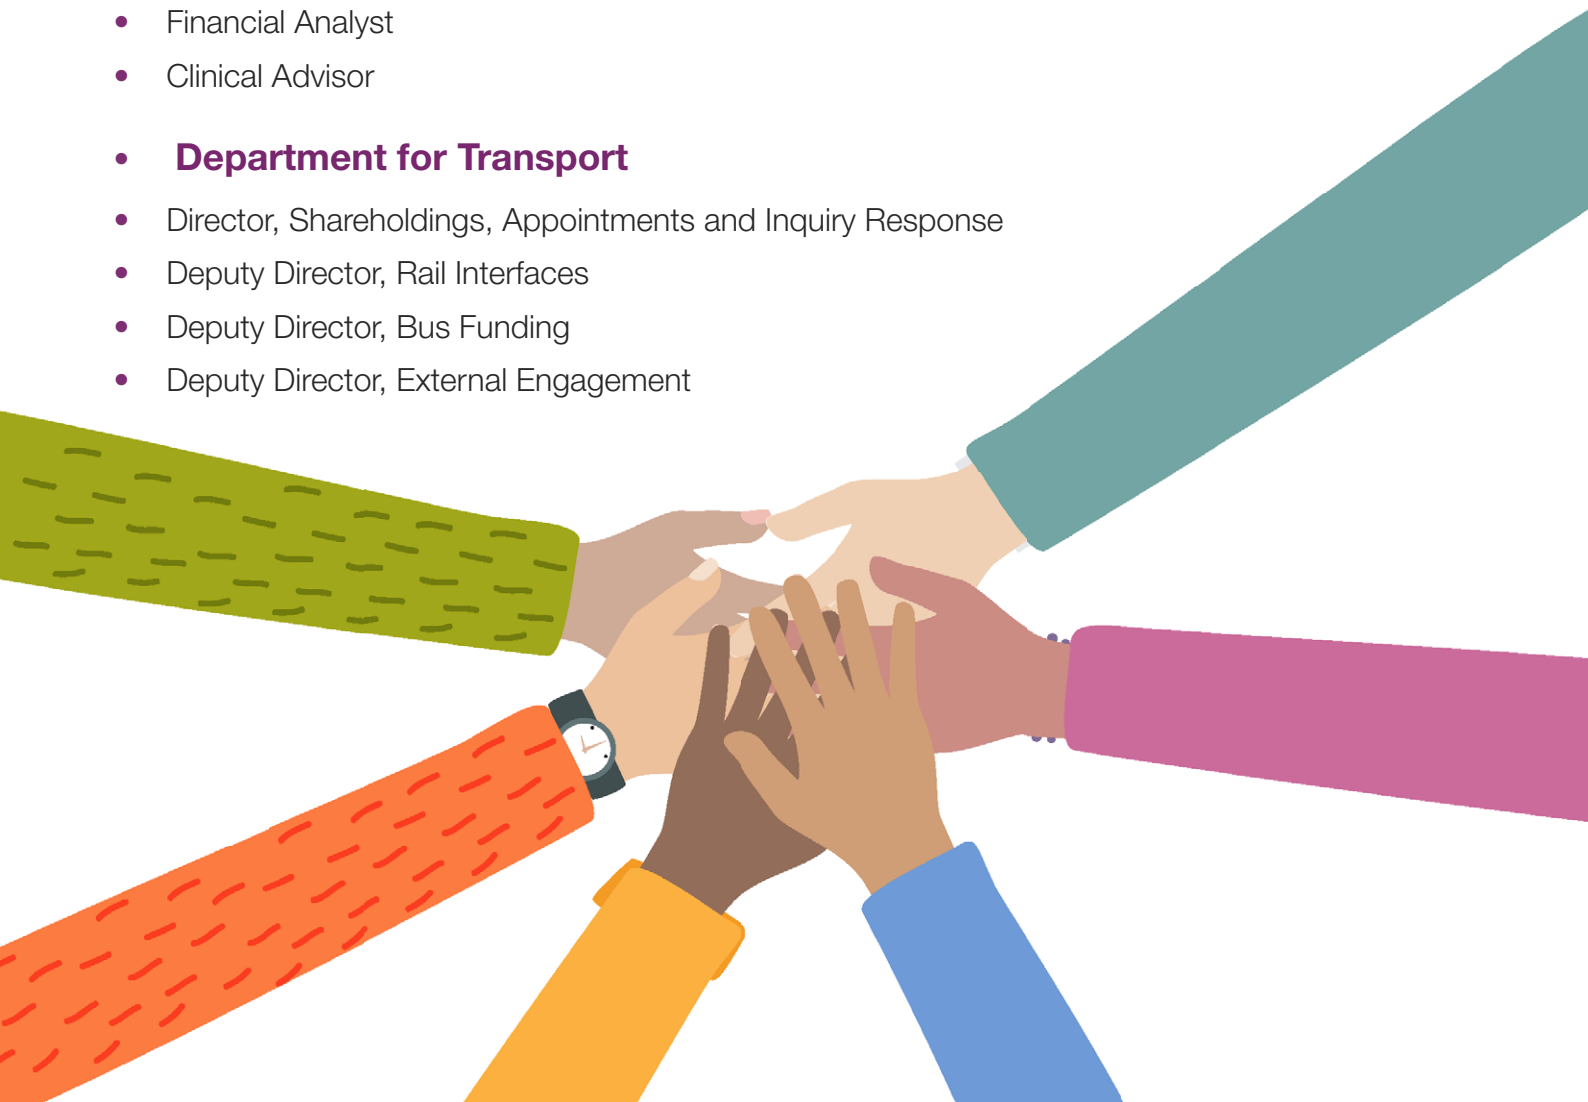 • Financial Analyst
• Clinical Advisor
• Department for Transport
• Director, Shareholdings, Appointments and Inquiry Response
• Deputy Director, Rail Interfaces
• Deputy Director, Bus Funding
• Deputy Director, External Engagement